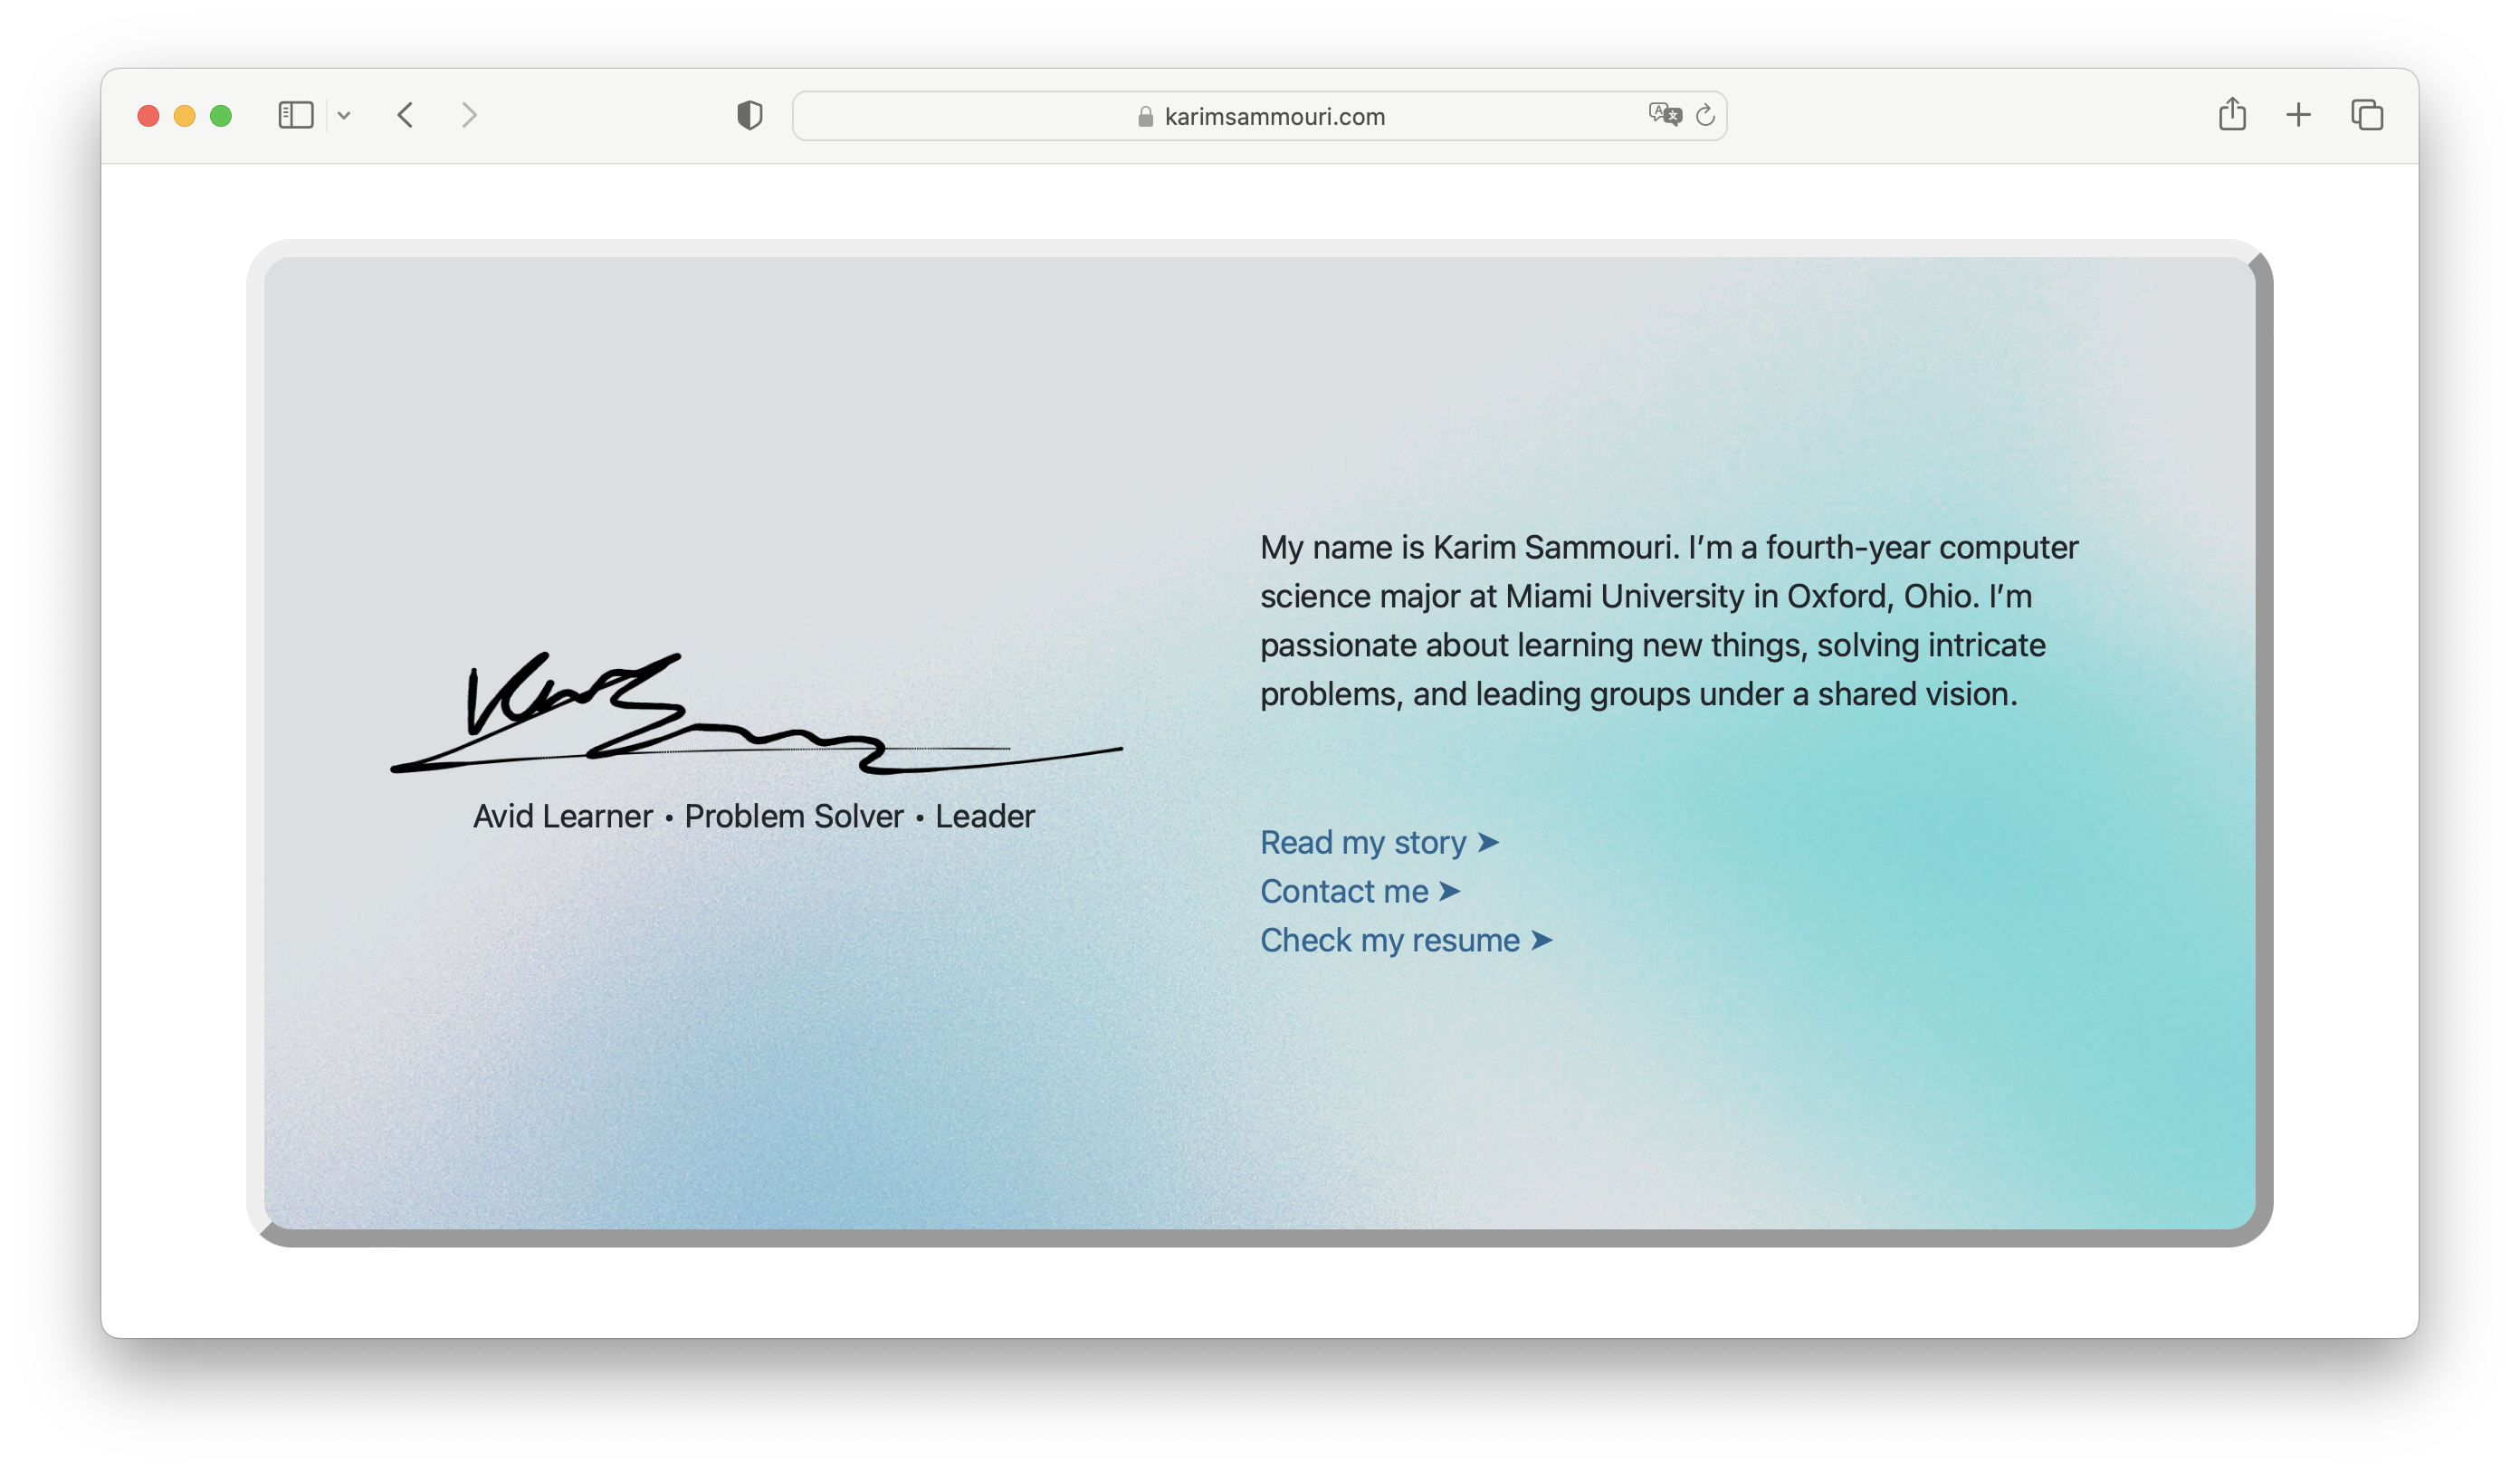 karimsammouri.com
My name is Karim Sammouri. I’m a fourth-year computer
science major at Miami University in Oxford, Ohio. I’m
passionate about learning new things, solving intricate
problems, and leading groups under a shared vision.
Avid Learner • Problem Solver • Leader
Read my story ➤
Contact me ➤
Check my resume ➤